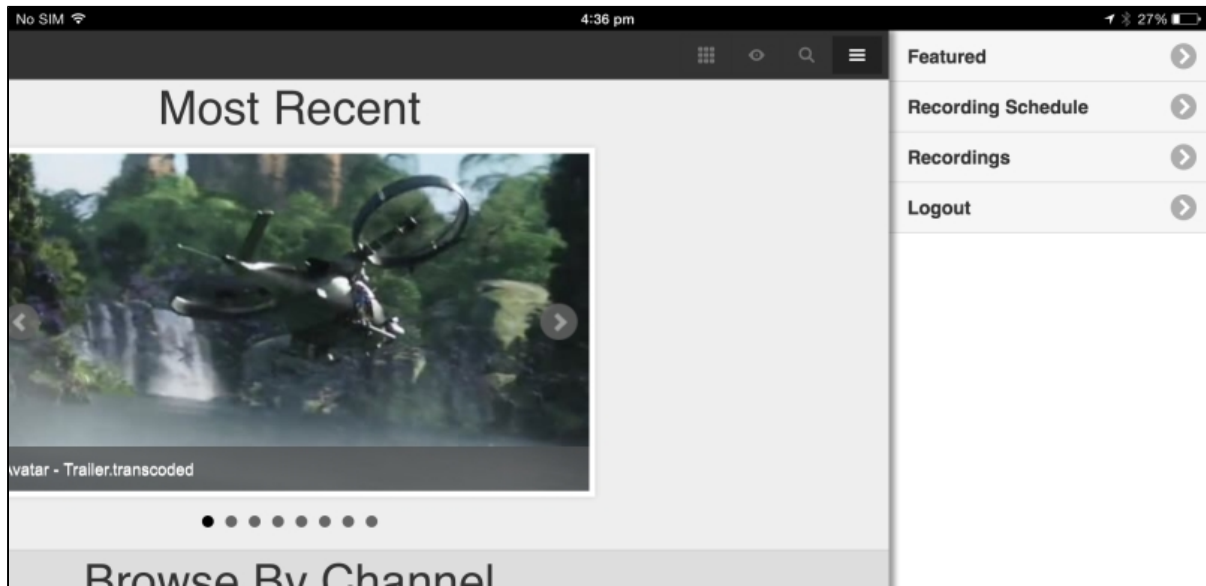 No SIM 4:36 pm 27%
Featured
Most Recent
Recording Schedule
Recordings
Logout
vatar - Trailer.transcoded
Browse By Channel